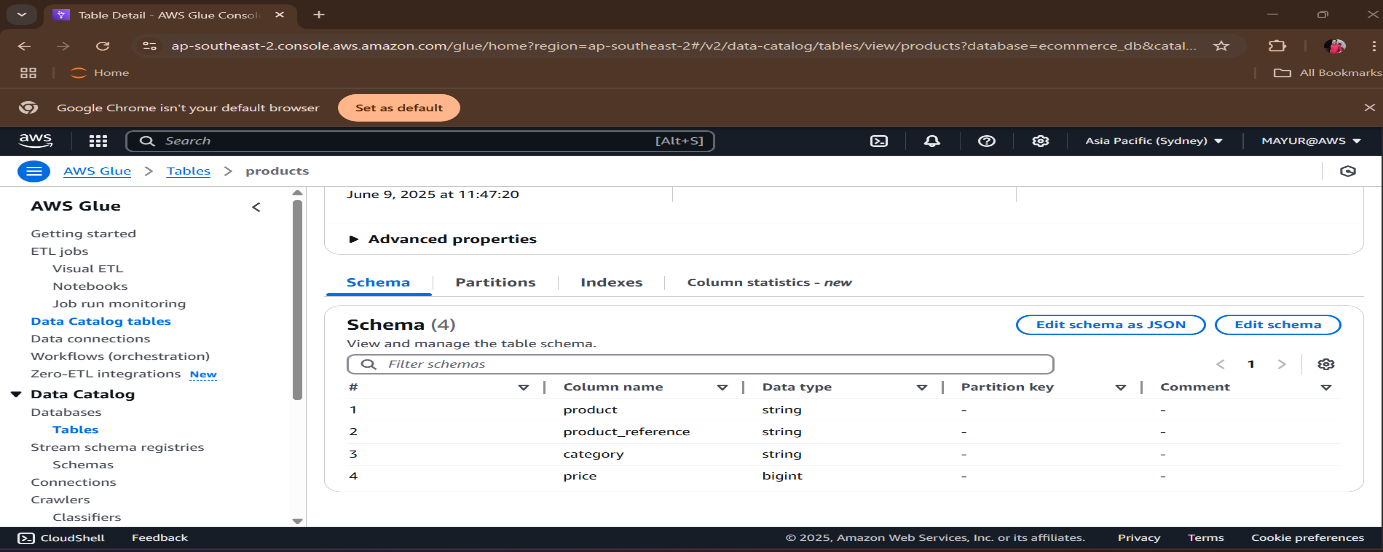 Table Detail - AWS Glue Consol
ap-southeast-2.console.aws.amazon.com/glue/home?region=ap-southeast-2#/v2/data-catalog/tables/view/products?database=ecommerce_db&catal...
Home
All Bookmarks
Google Chrome isn't your default browser
Set as default
aws
Search
[Alt+S]
Asia Pacific (Sydney)
MAYUR@AWS
AWS Glue > Tables > products
AWS Glue
Getting started
ETL jobs
Visual ETL
Notebooks
Job run monitoring
Data Catalog tables
Data connections
Workflows (orchestration)
Zero-ETL integrations New
Data Catalog
Databases
Tables
Stream schema registries
Schemas
Connections
Crawlers
Classifiers
June 9, 2025 at 11:47:20
Advanced properties
Schema Partitions Indexes Column statistics - new
Schema (4)
Edit schema as JSON
Edit schema
View and manage the table schema.
Filter schemas
< 1 >
# Column name Data type Partition key Comment
1 product string - -
2 product_reference string - -
3 category string - -
4 price bigint - -
CloudShell Feedback © 2025, Amazon Web Services, Inc. or its affiliates. Privacy Terms Cookie preferences